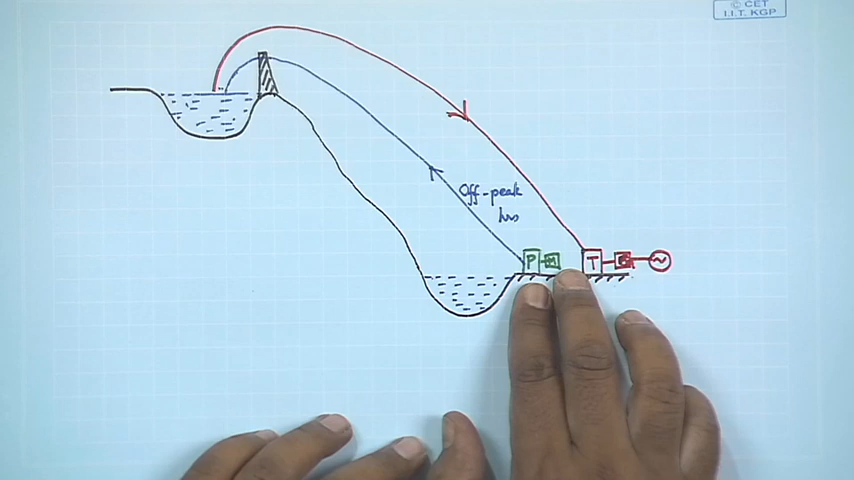 © CET
I.I.T. KGP
Off-peak
hrs
P
M
T
G